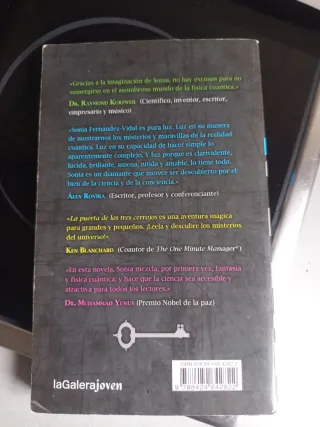 «Gracias a la imaginación de Sonia, no hay excusas para no
sumergirse en el asombroso mundo de la física cuántica.»
DR. RAYMOND KURZWEIL (Científico, inventor, escritor,
empresario y músico)
«Sonia Fernández-Vidal es pura luz. Luz en su manera
de mostrarnos los misterios y maravillas de la realidad
cuántica. Luz en su capacidad de hacer simple lo
aparentemente complejo. Y luz porque es clarividente,
lúcida, brillante, amena, nítida y amable, lo tiene todo.
Sonia es un diamante que merece ser descubierto por el
bien de la ciencia y de la conciencia.»
ÁLEX ROVIRA (Escritor, profesor y conferenciante)
«La puerta de los tres cerrojos es una aventura mágica
para grandes y pequeños. ¡Leela y descubre los misterios
del universo!»
KEN BLANCHARD (Coautor de The One Minute Manager®)
«En esta novela, Sonia mezcla, por primera vez, fantasía
y física cuántica; y hace que la ciencia sea accesible y
atractiva para todos los lectores.»
DR. MUHAMMAD YUNUS (Premio Nobel de la paz)
laGalerajoven
9788424642022